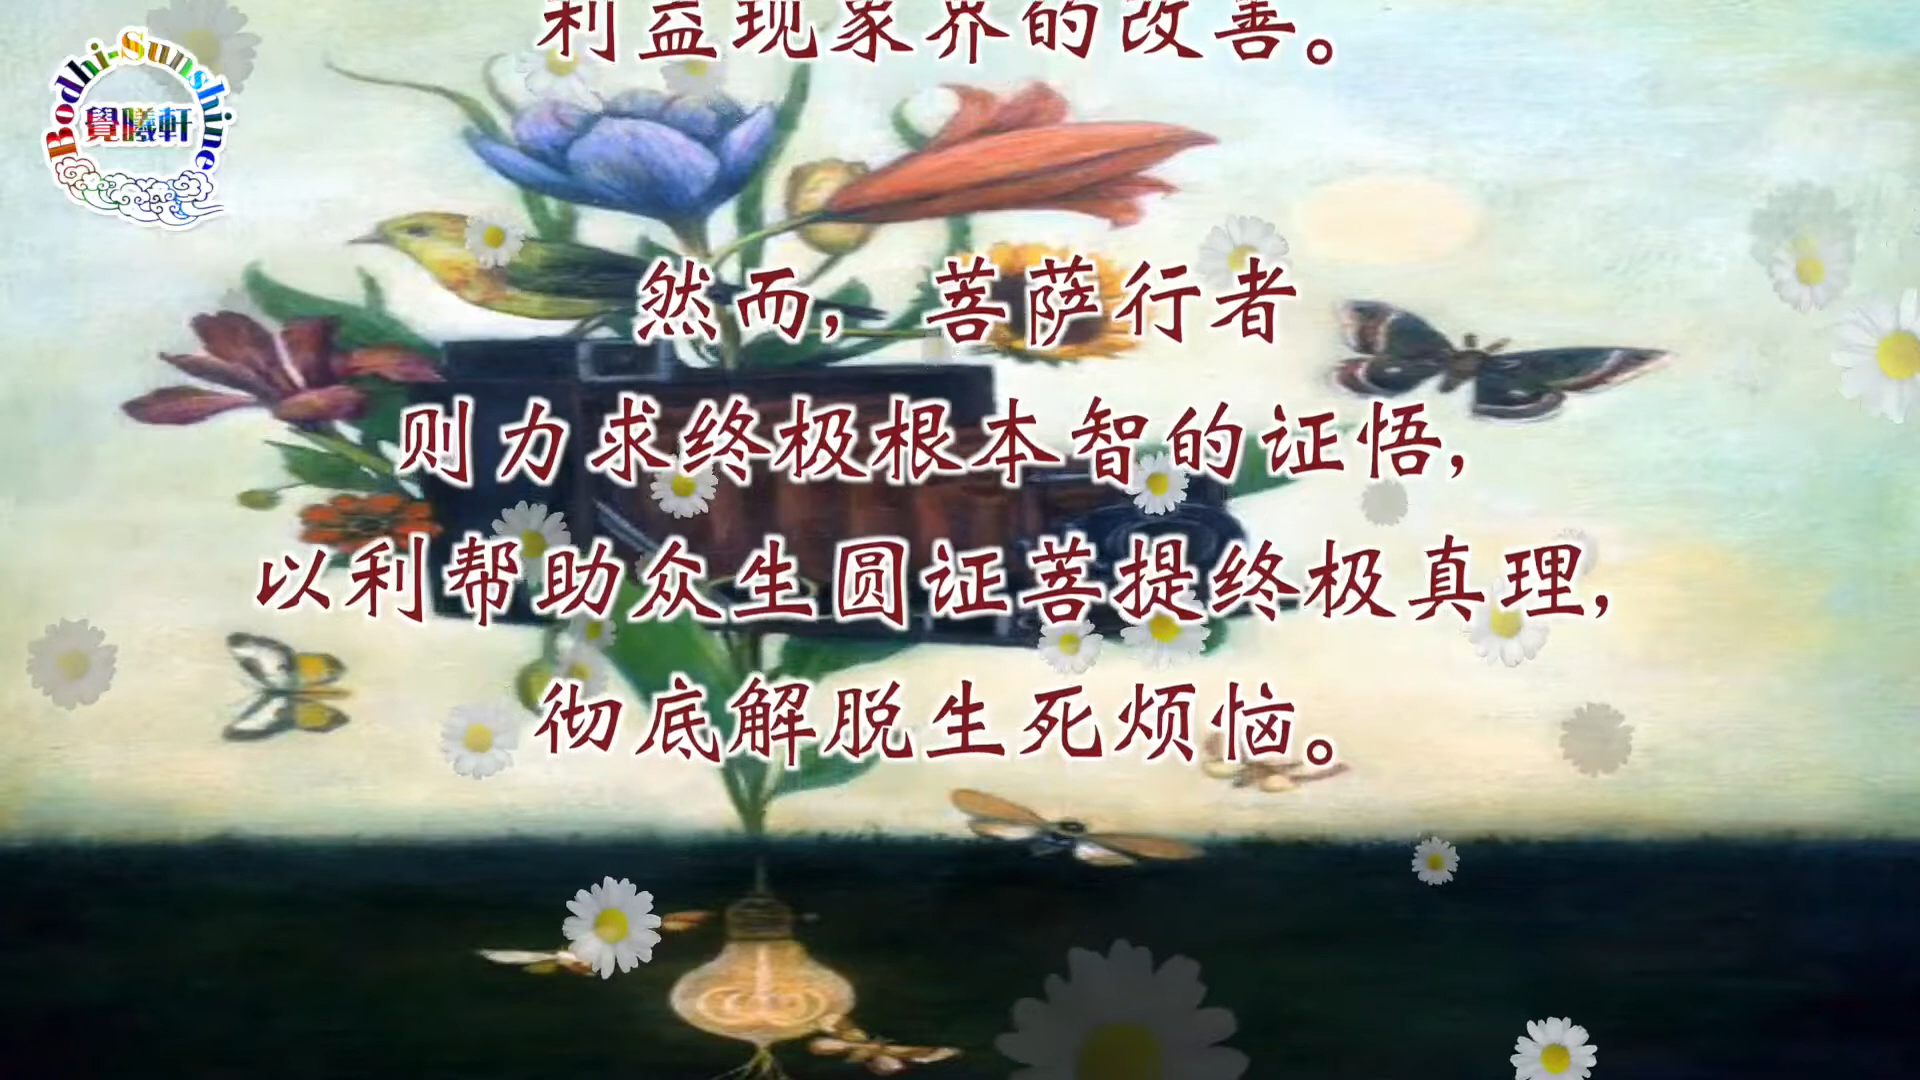 利益现象界的改善。
Bodhi-Sunshine
覺曦軒
然而，菩萨行者
则力求终极根本智的证悟，
以利帮助众生圆证菩提终极真理，
彻底解脱生死烦恼。